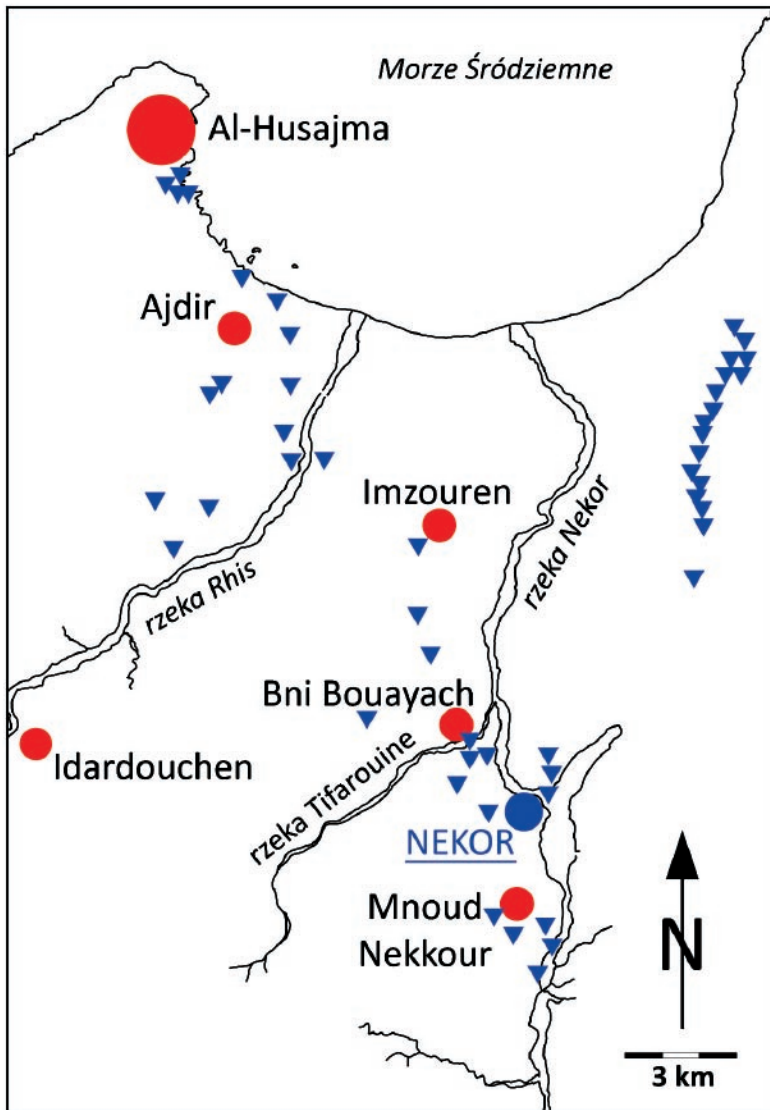 Morze Śródziemne
Al-Husajma
Ajdir
Imzouren
rzeka Nekor
rzeka Rhis
Bni Bouayach
Idardouchen
rzeka Tifarouine
NEKOR
Mnoud
Nekkour
N
3 km